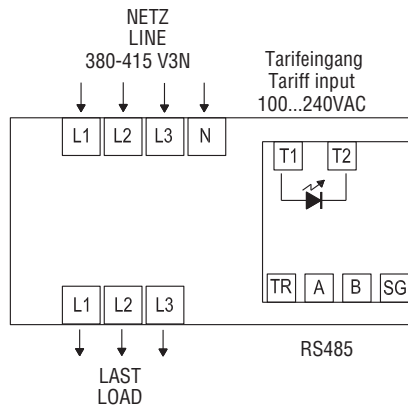 NETZ
LINE
380-415 V3N
Tarifeingang
Tariff input
100...240VAC
L1 L2 L3 N
T1 T2
TR A B SG
L1 L2 L3
RS485
LAST
LOAD